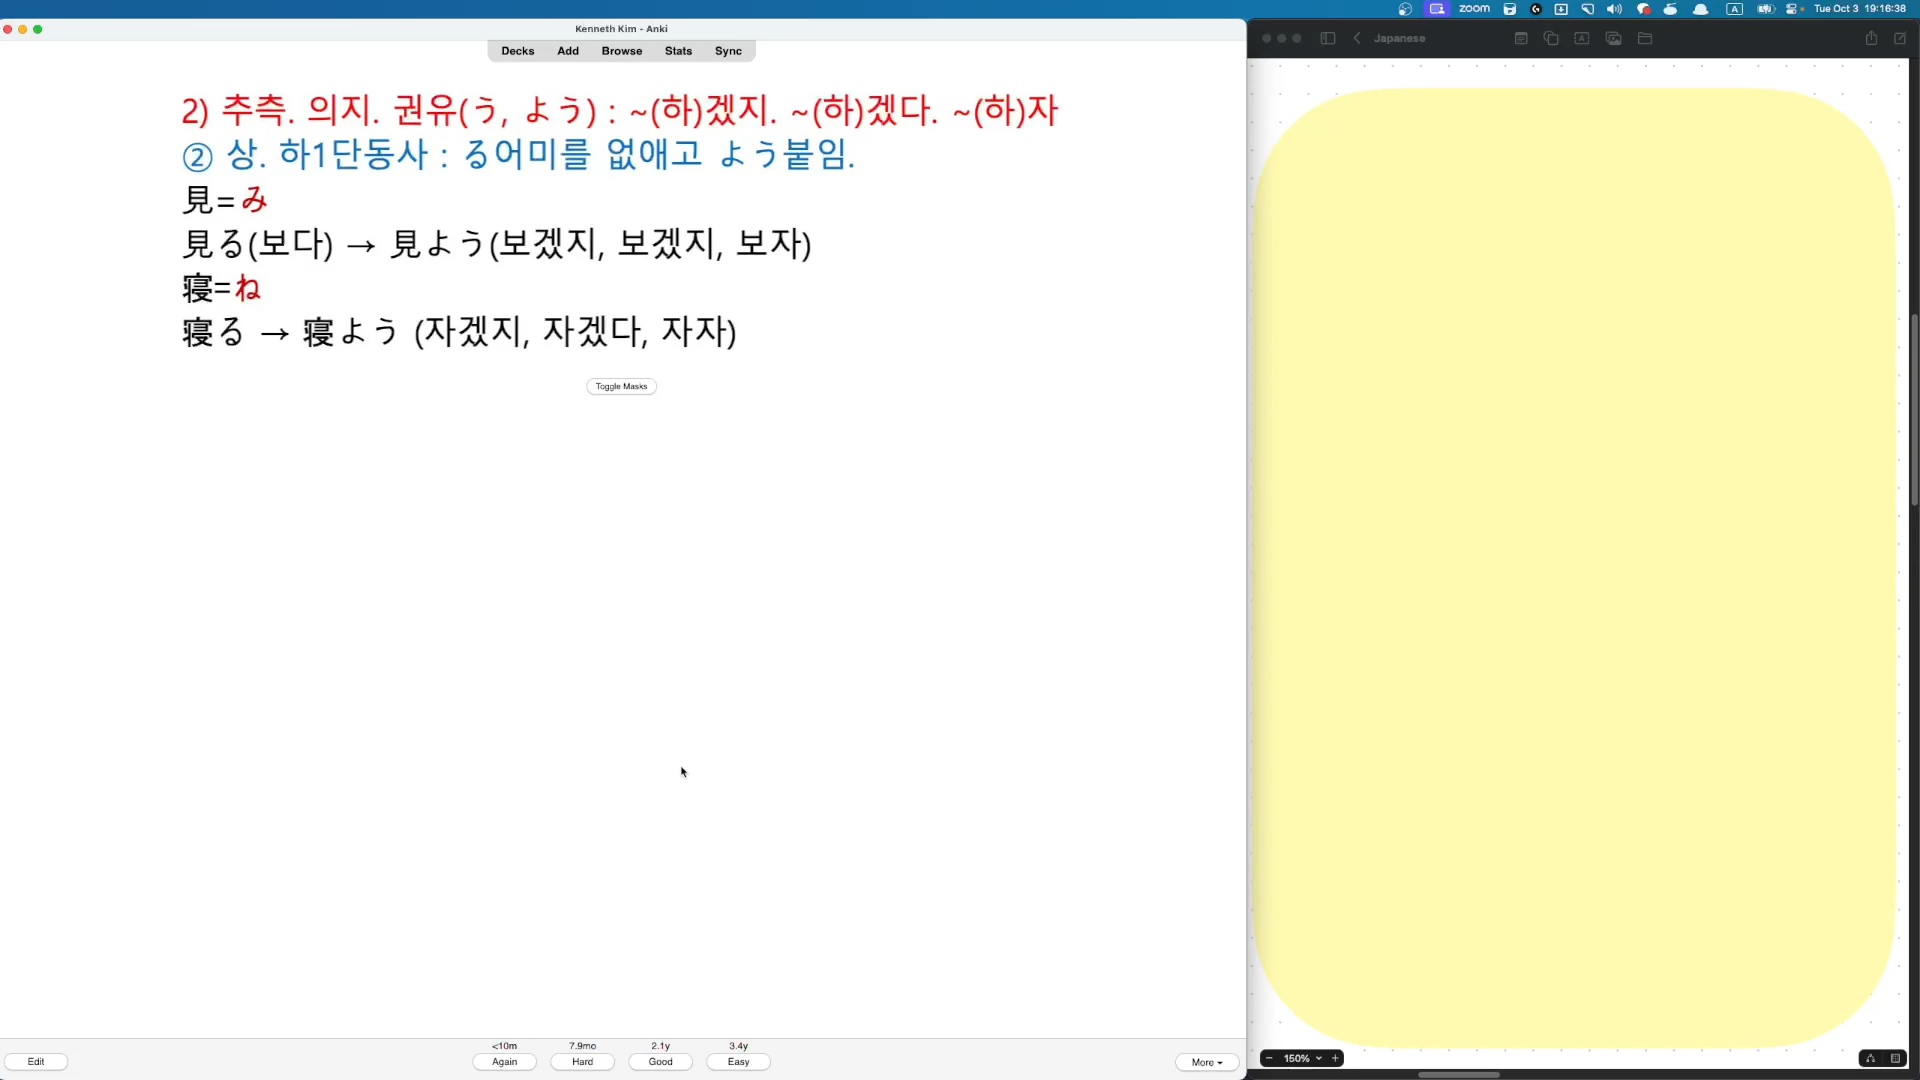 zoom
Tue Oct 3 19:16:38
Kenneth Kim - Anki
Decks Add Browse Stats Sync
Japanese
2) 추측. 의지. 권유(う, よう) : ~(하)겠지. ~(하)겠다. ~(하)자
② 상. 하1단동사 : る어미를 없애고 よう붙임.
見=み
見る(보다) → 見よう(보겠지, 보겠지, 보자)
寝=ね
寝る → 寝よう (자겠지, 자겠다, 자자)
Toggle Masks
<10m 7.9mo 2.1y 3.4y
Edit Again Hard Good Easy More
150%